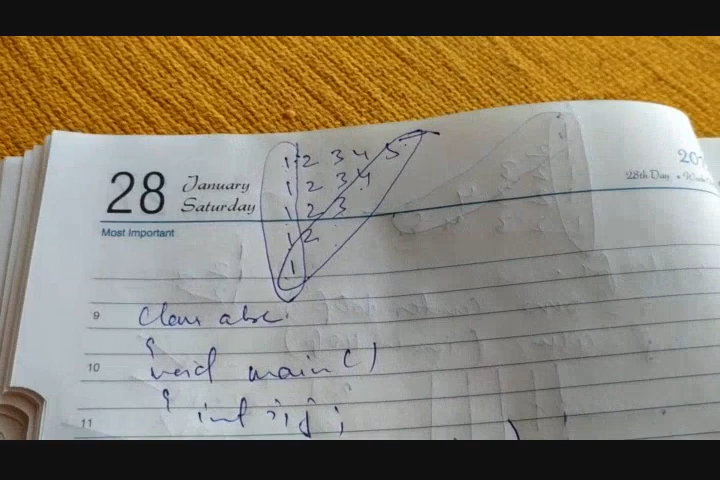 1 2 3 4 5
28 January 1 2 3 4
Saturday 1 2 3
Most Important 1 2
1
28th Day
9 class abc
{
10 void main()
{
11 int i,j;